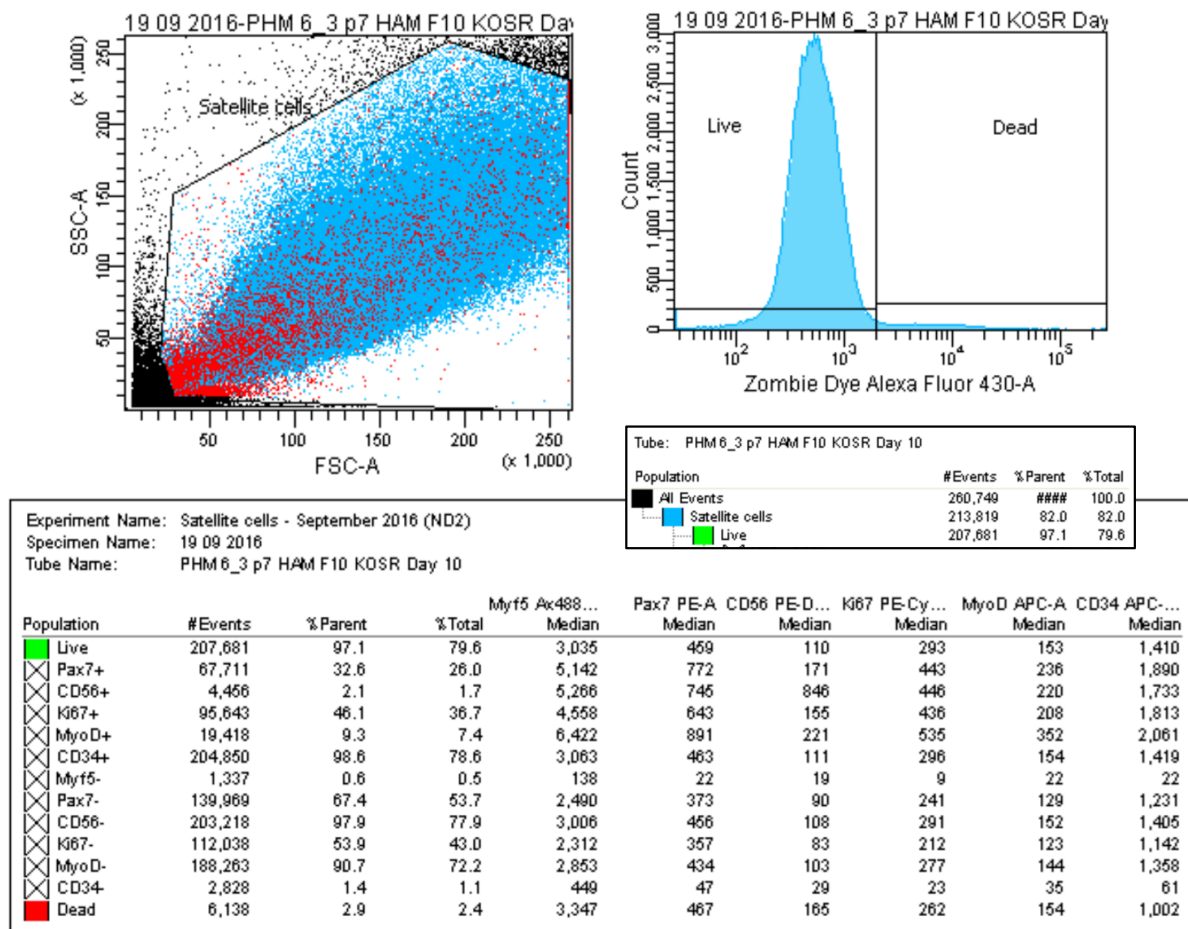 19 09 2016-PHM 6_3 p7 HAM F10 KOSR Day
(x 1,000)
250
200
150
100
50
SSC-A
Satellite cells
50 100 150 200 250
FSC-A
(x 1,000)
19 09 2016-PHM 6_3 p7 HAM F10 KOSR Day
3,000
2,500
2,000
1,500
1,000
500
0
Count
Live
Dead
10^2 10^3 10^4 10^5
Zombie Dye Alexa Fluor 430-A
Tube: PHM 6_3 p7 HAM F10 KOSR Day 10
Population #Events %Parent %Total
All Events 260,749 #### 100.0
Satellite cells 213,819 82.0 82.0
Live 207,681 97.1 79.6
Experiment Name: Satellite cells - September 2016 (ND2)
Specimen Name: 19 09 2016
Tube Name: PHM 6_3 p7 HAM F10 KOSR Day 10
Myf5 Ax488... Pax7 PE-A CD56 PE-D... Ki67 PE-Cy... MyoD APC-A CD34 APC-...
Population #Events %Parent %Total Median Median Median Median Median Median
Live 207,681 97.1 79.6 3,035 459 110 293 153 1,410
Pax7+ 67,711 32.6 26.0 5,142 772 171 443 236 1,890
CD56+ 4,456 2.1 1.7 5,266 745 846 446 220 1,733
Ki67+ 95,643 46.1 36.7 4,558 643 155 436 208 1,813
MyoD+ 19,418 9.3 7.4 6,422 891 221 535 352 2,061
CD34+ 204,850 98.6 78.6 3,063 463 111 296 154 1,419
Myf5- 1,337 0.6 0.5 138 22 19 9 22 22
Pax7- 139,969 67.4 53.7 2,490 373 90 241 129 1,231
CD56- 203,218 97.9 77.9 3,006 456 108 291 152 1,405
Ki67- 112,038 53.9 43.0 2,312 357 83 212 123 1,142
MyoD- 188,263 90.7 72.2 2,853 434 103 277 144 1,358
CD34- 2,828 1.4 1.1 449 47 29 23 35 61
Dead 6,138 2.9 2.4 3,347 467 165 262 154 1,002